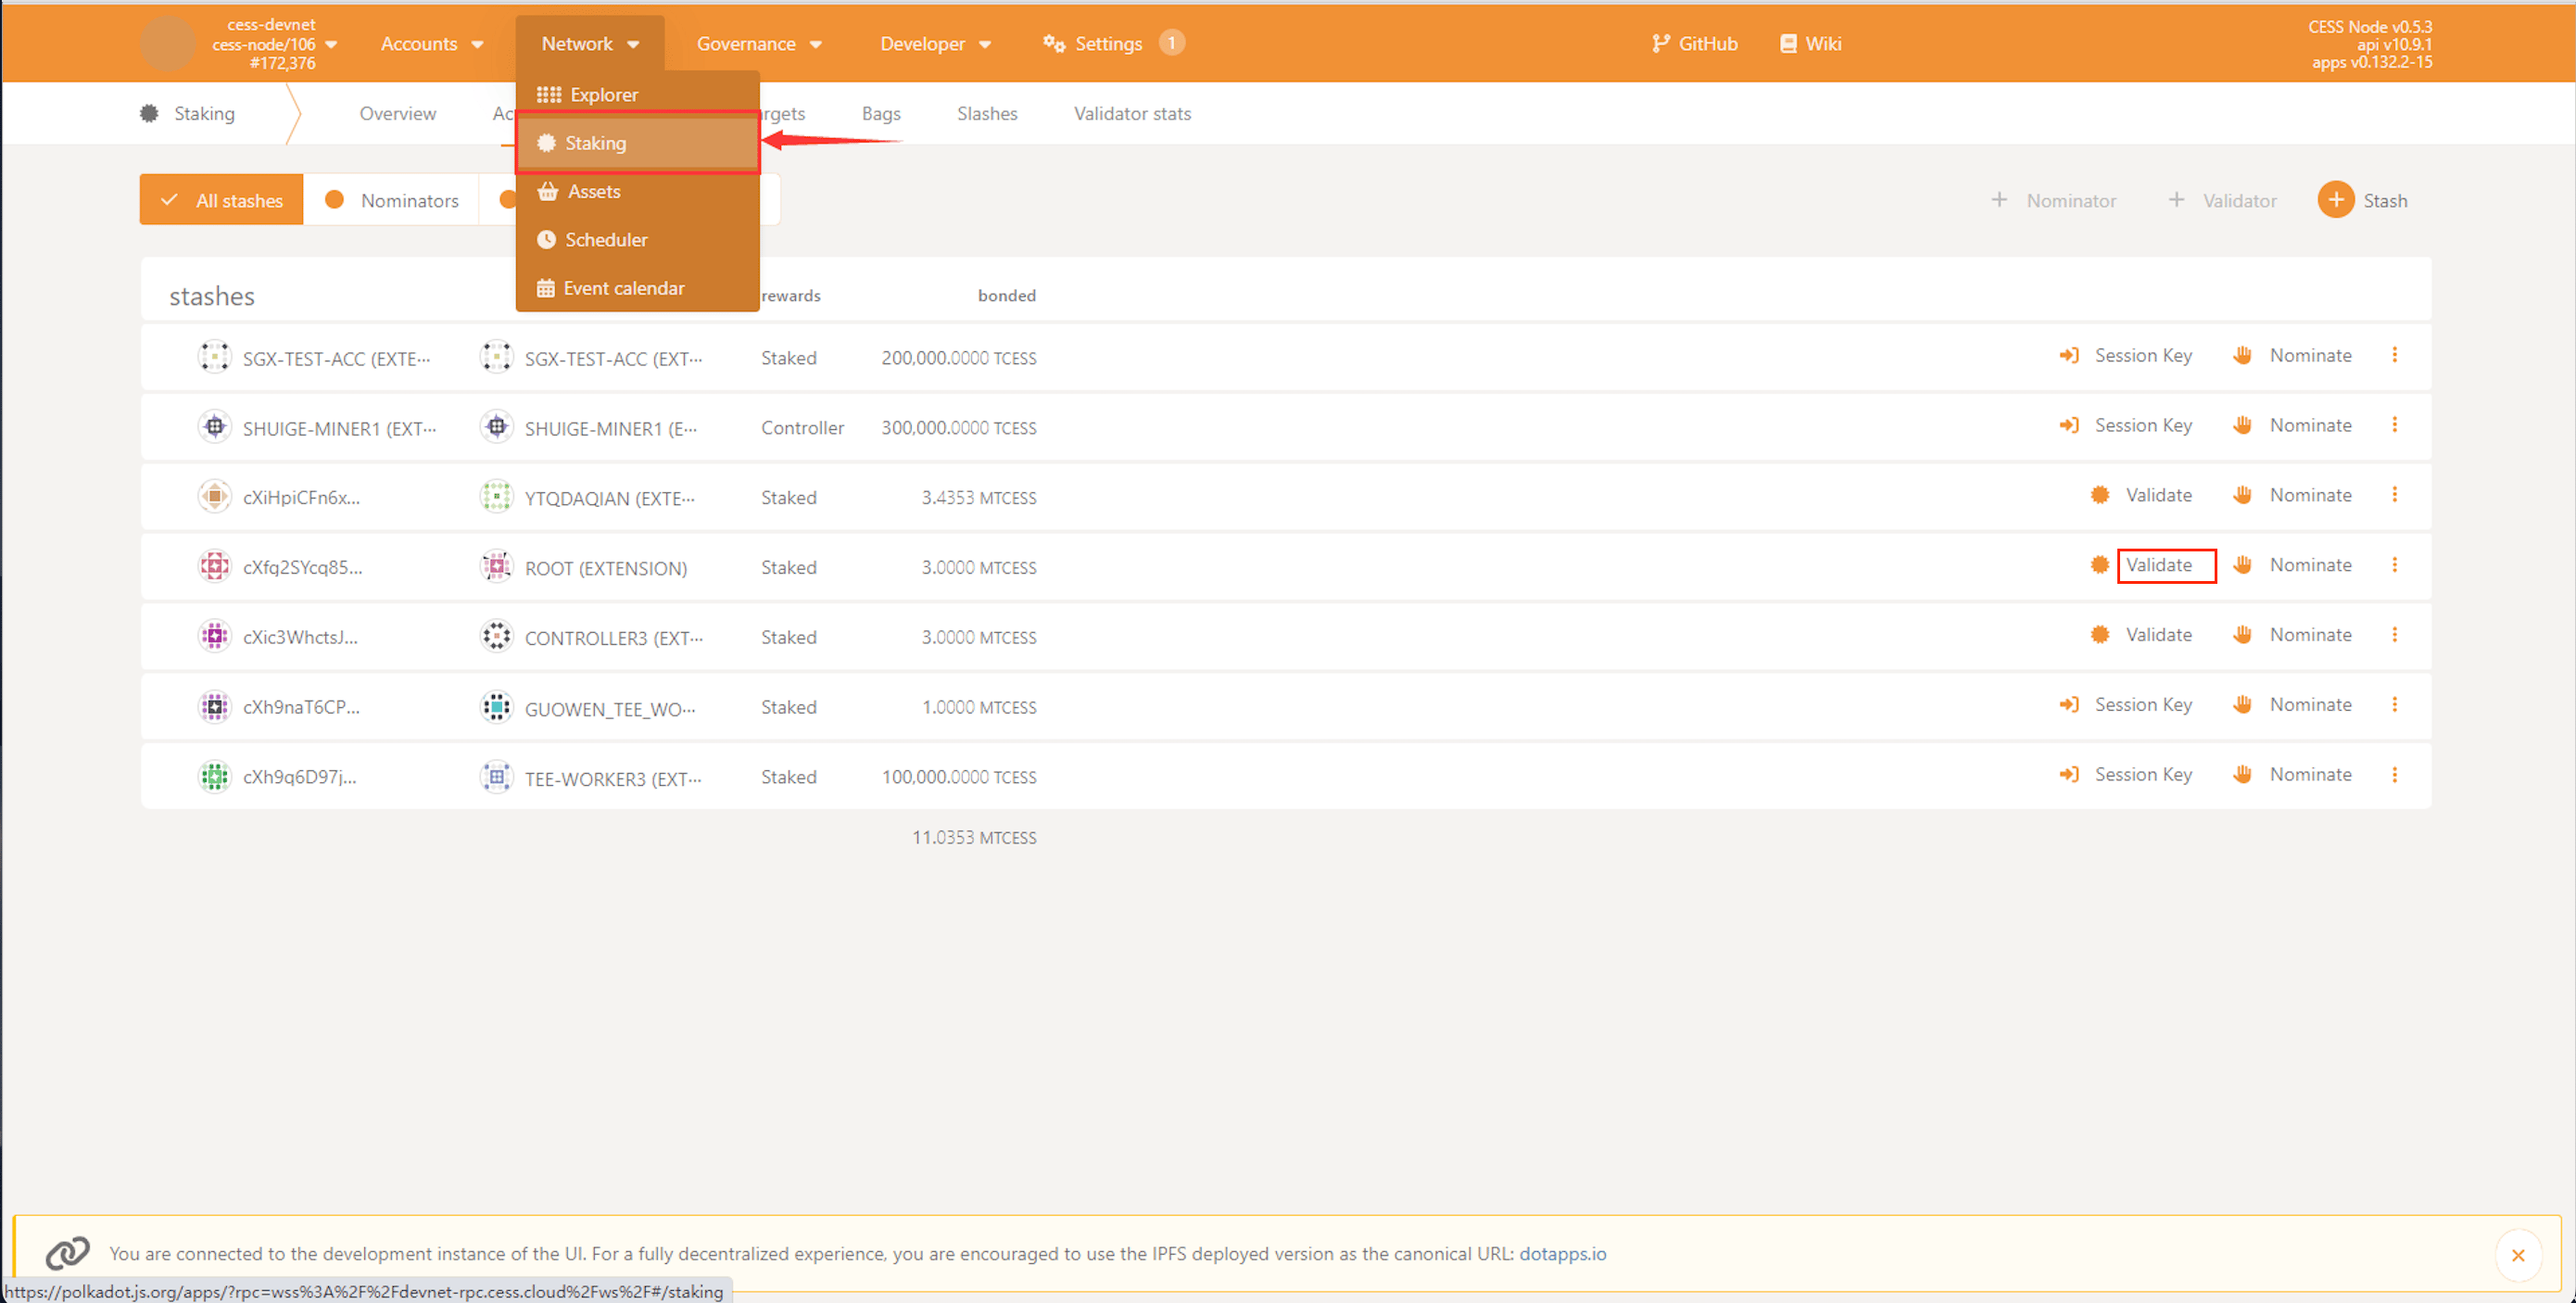 cess-devnet
cess-node/106
#172,376
Accounts
Network
Governance
Developer
Settings
1
GitHub
Wiki
CESS Node v0.5.3
api v10.9.1
apps v0.132.2-15
Explorer
Staking
Assets
Scheduler
Event calendar
Staking
Overview
Ac
rgets
Bags
Slashes
Validator stats
All stashes
Nominators
Nominator
Validator
Stash
stashes
rewards
bonded
SGX-TEST-ACC (EXTE···
SGX-TEST-ACC (EXT···
Staked
200,000.0000 TCESS
Session Key
Nominate
SHUIGE-MINER1 (EXT···
SHUIGE-MINER1 (E···
Controller
300,000.0000 TCESS
Session Key
Nominate
cXiHpiCFn6x...
YTQDAQIAN (EXTE···
Staked
3.4353 MTCESS
Validate
Nominate
cXfq2SYcq85...
ROOT (EXTENSION)
Staked
3.0000 MTCESS
Validate
Nominate
cXic3WhctsJ...
CONTROLLER3 (EXT···
Staked
3.0000 MTCESS
Validate
Nominate
cXh9naT6CP...
GUOWEN_TEE_WO···
Staked
1.0000 MTCESS
Session Key
Nominate
cXh9q6D97j...
TEE-WORKER3 (EXT···
Staked
100,000.0000 TCESS
Session Key
Nominate
11.0353 MTCESS
You are connected to the development instance of the UI. For a fully decentralized experience, you are encouraged to use the IPFS deployed version as the canonical URL: dotapps.io
https://polkadot.js.org/apps/?rpc=wss%3A%2F%2Fdevnet-rpc.cess.cloud%2Fws%2F#/staking